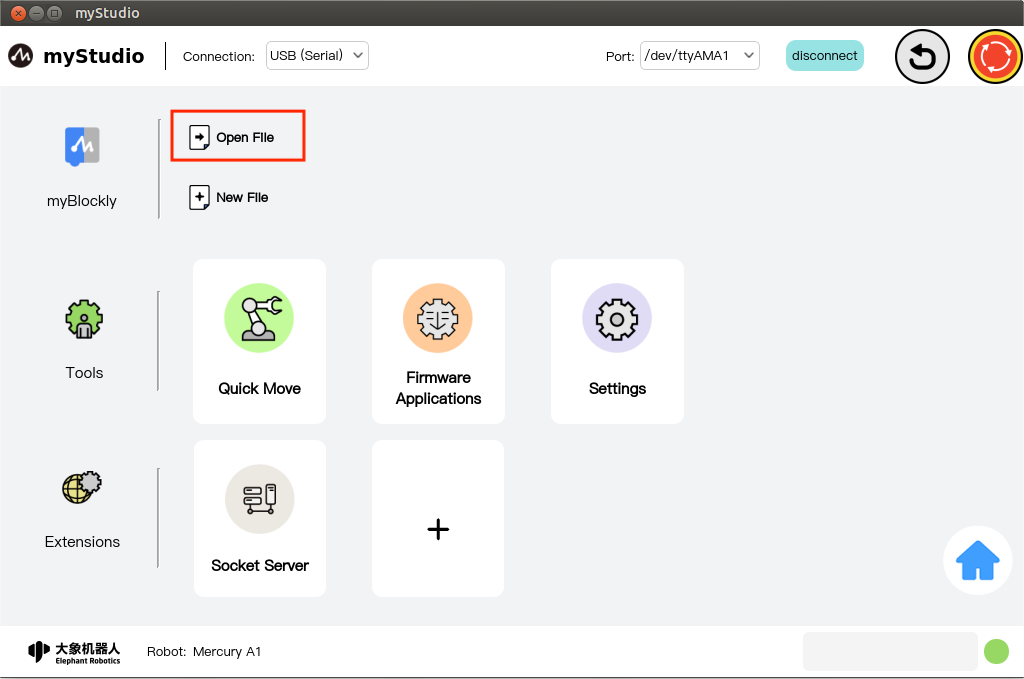 myStudio
myStudio
Connection:
USB (Serial)
Port:
/dev/ttyAMA1
disconnect
myBlockly
Open File
New File
Tools
Quick Move
Firmware
Applications
Settings
Extensions
Socket Server
大象机器人
Elephant Robotics
Robot: Mercury A1